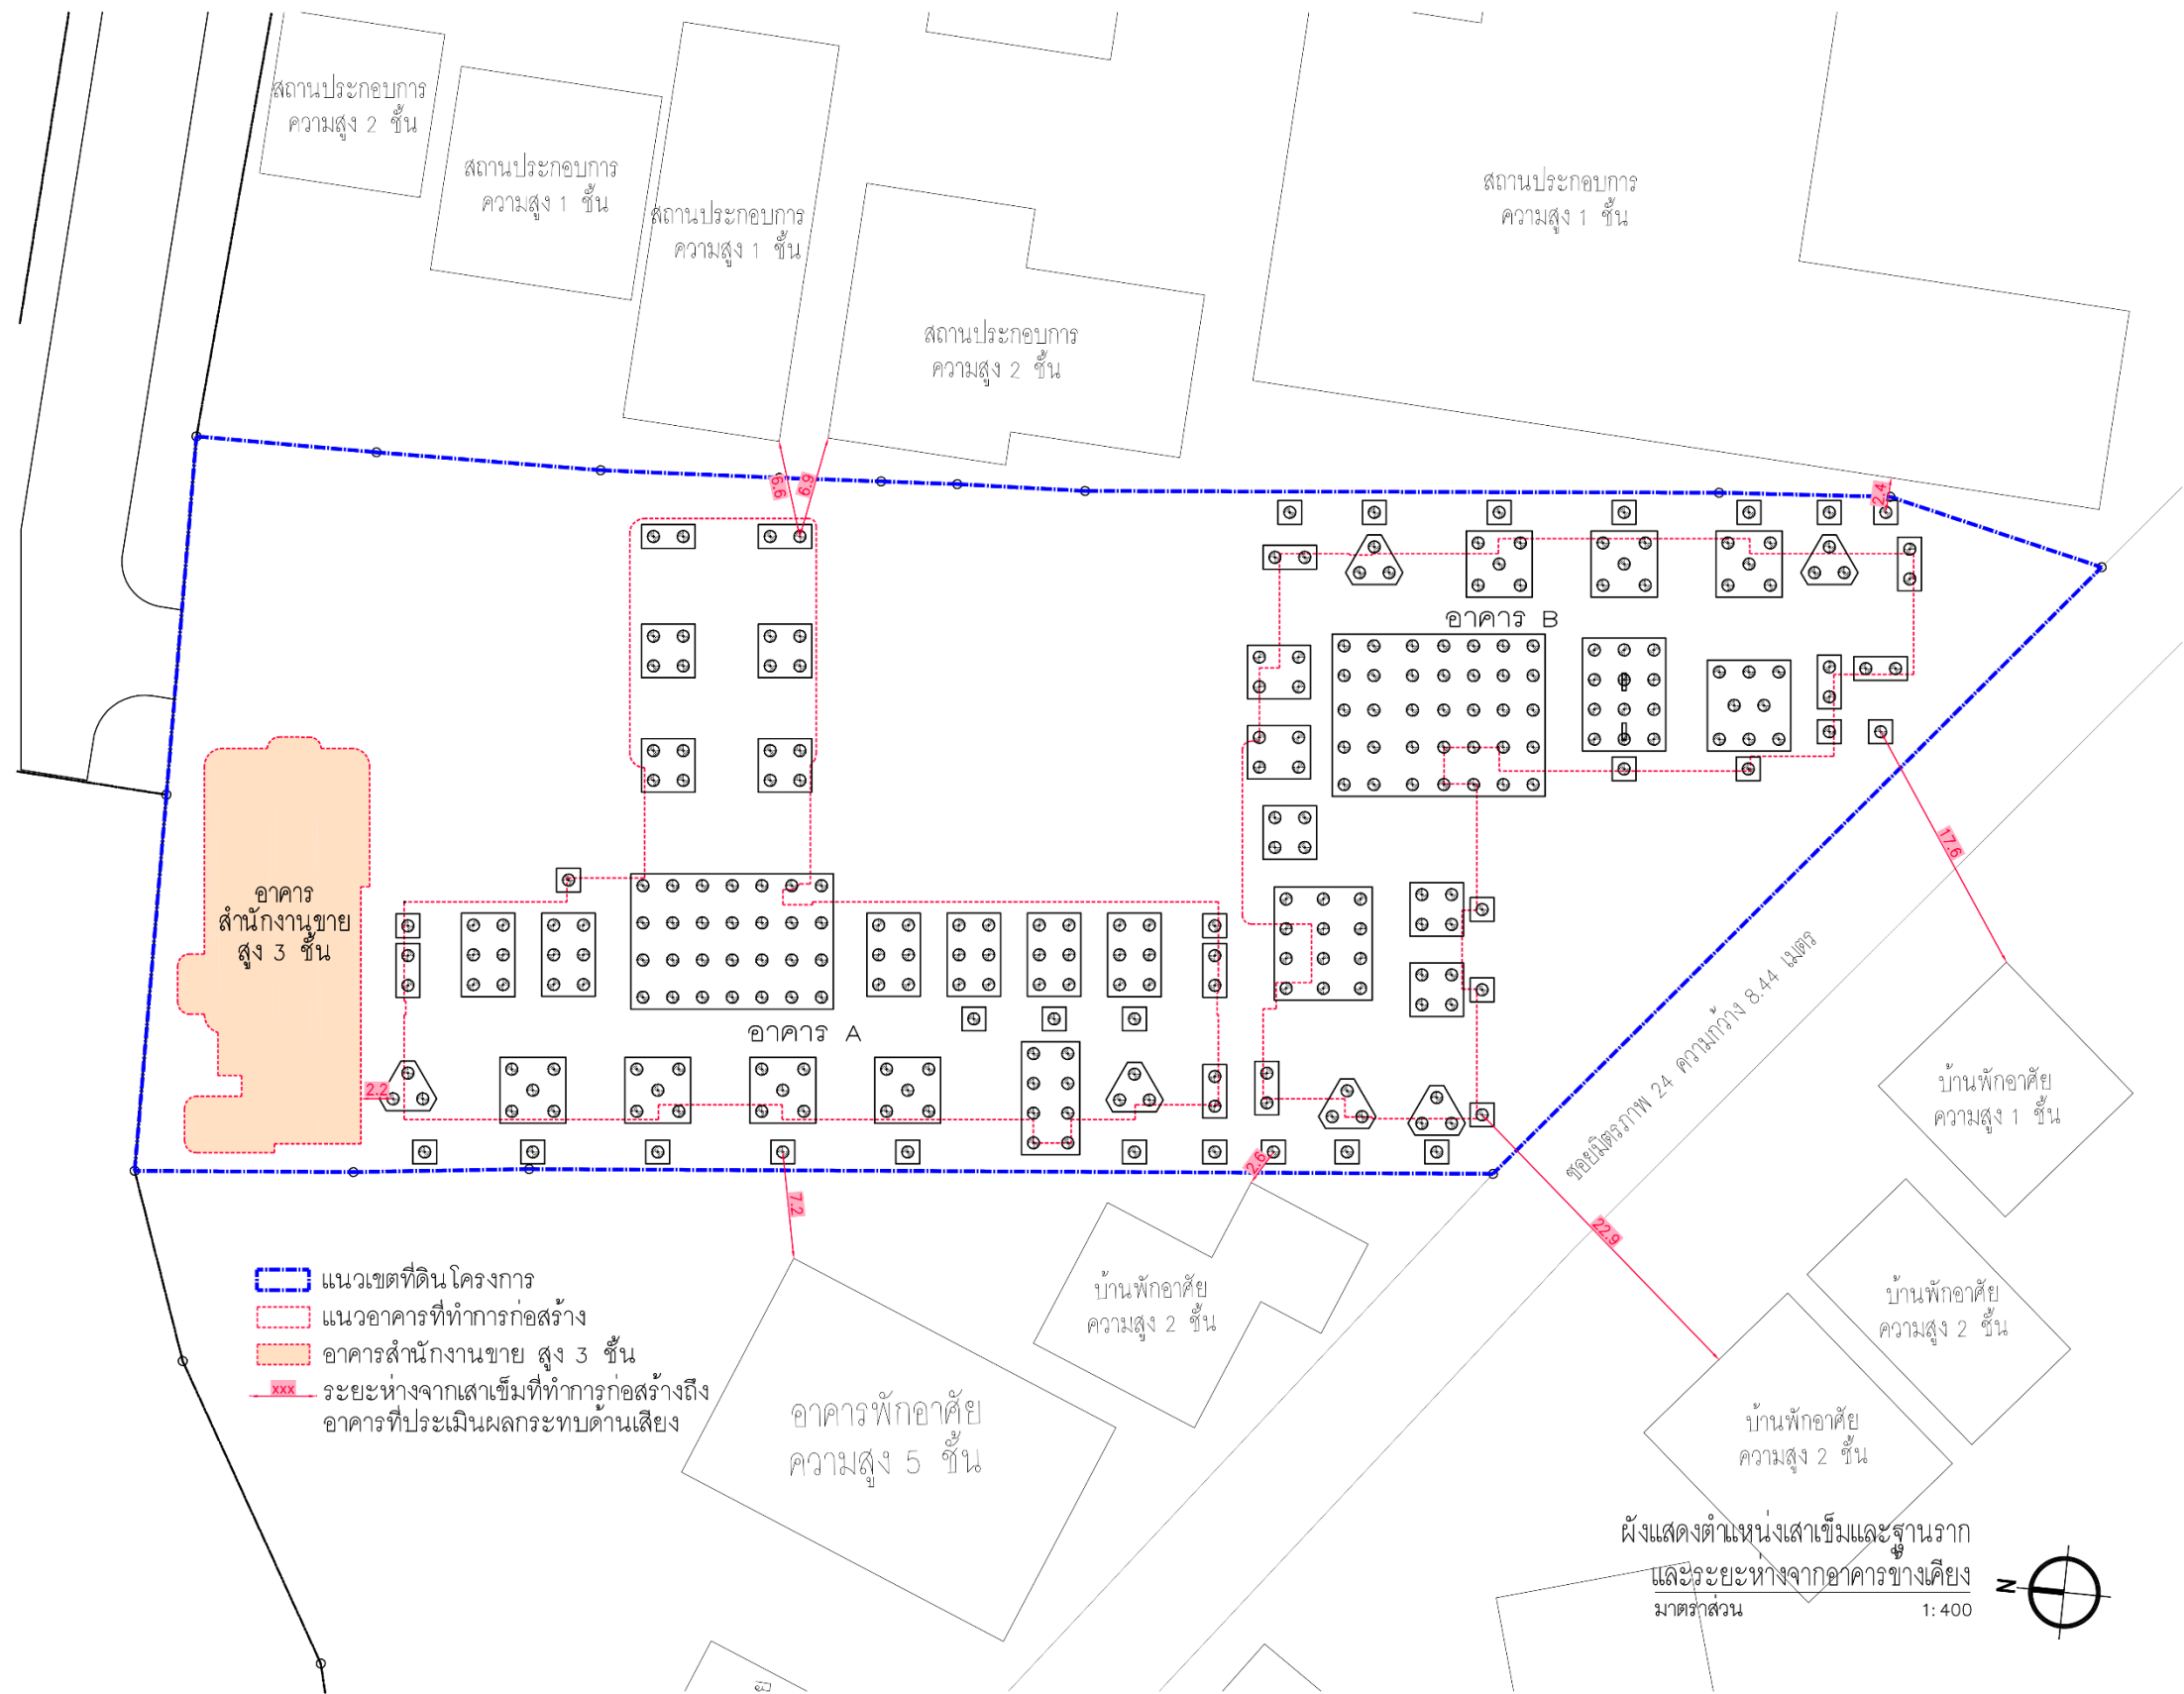 สถานประกอบการ
ความสูง 2 ชั้น
สถานประกอบการ
ความสูง 1 ชั้น
สถานประกอบการ
ความสูง 1 ชั้น
สถานประกอบการ
ความสูง 2 ชั้น
สถานประกอบการ
ความสูง 1 ชั้น
6.6
6.9
2.4
อาคาร B
17.6
อาคาร
สำนักงานขาย
สูง 3 ชั้น
อาคาร A
2.2
ซอยมิตรภาพ 24 ความกว้าง 8.44 เมตร
บ้านพักอาศัย
ความสูง 1 ชั้น
7.2
2.6
22.9
แนวเขตที่ดินโครงการ
แนวอาคารที่ทำการก่อสร้าง
อาคารสำนักงานขาย สูง 3 ชั้น
xxx ระยะห่างจากเสาเข็มที่ทำการก่อสร้างถึง
อาคารที่ประเมินผลกระทบด้านเสียง
บ้านพักอาศัย
ความสูง 2 ชั้น
บ้านพักอาศัย
ความสูง 2 ชั้น
อาคารพักอาศัย
ความสูง 5 ชั้น
บ้านพักอาศัย
ความสูง 2 ชั้น
ผังแสดงตำแหน่งเสาเข็มและฐานราก
และระยะห่างจากอาคารข้างเคียง
มาตราส่วน 1:400
N